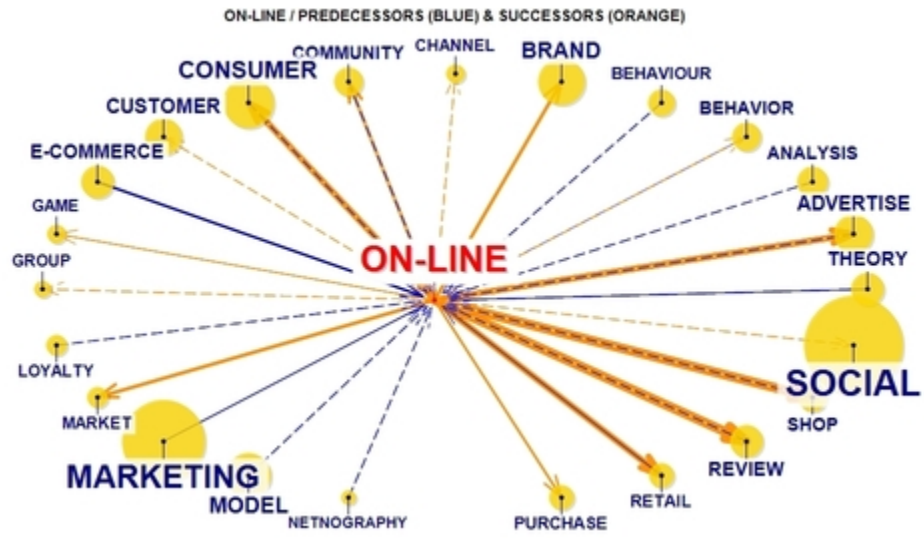 ON-LINE / PREDECESSORS (BLUE) & SUCCESSORS (ORANGE)
COMMUNITY
CHANNEL
BRAND
CONSUMER
BEHAVIOUR
CUSTOMER
BEHAVIOR
E-COMMERCE
ANALYSIS
GAME
ADVERTISE
GROUP
ON-LINE
THEORY
LOYALTY
SOCIAL
MARKET
SHOP
MARKETING
REVIEW
MODEL
RETAIL
NETNOGRAPHY
PURCHASE